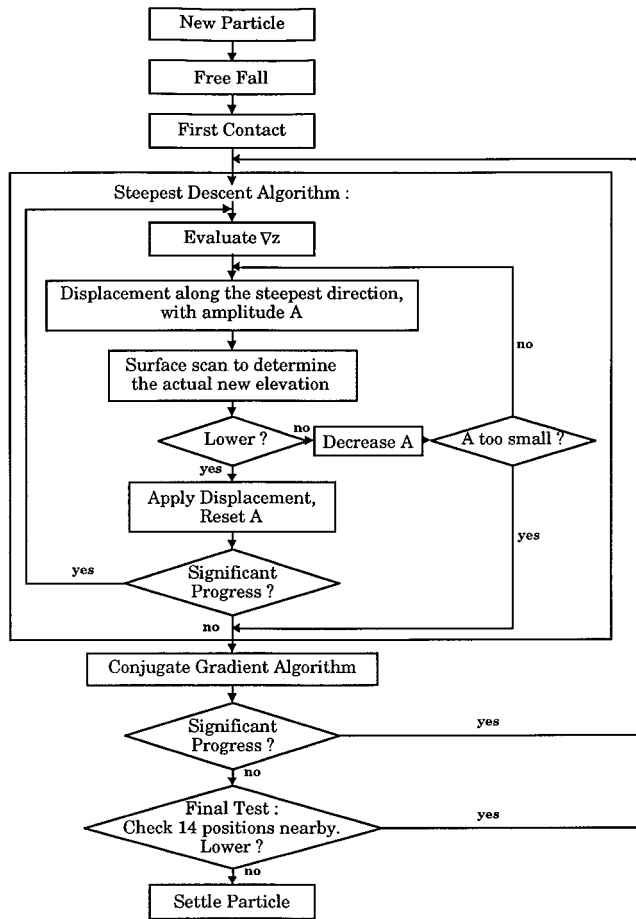 New Particle
Free Fall
First Contact
Steepest Descent Algorithm :
Evaluate ∇z
Displacement along the steepest direction,
with amplitude A
no
Surface scan to determine
the actual new elevation
Lower ?
no
Decrease A
A too small ?
yes
Apply Displacement,
Reset A
yes
yes
Significant
Progress ?
no
Conjugate Gradient Algorithm
Significant
Progress ?
yes
no
Final Test :
Check 14 positions nearby.
Lower ?
yes
no
Settle Particle